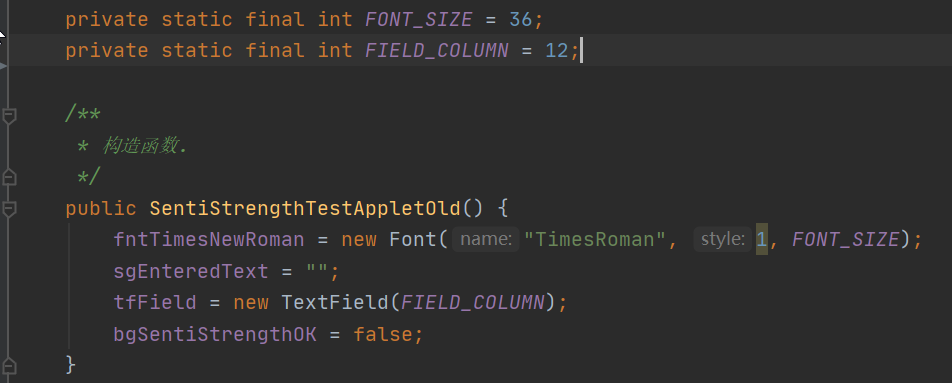 private static final int FONT_SIZE = 36;
private static final int FIELD_COLUMN = 12;
/**
* 构造函数.
*/
public SentiStrengthTestAppletOld() {
fntTimesNewRoman = new Font( name: "TimesRoman", style: 1, FONT_SIZE);
sgEnteredText = "";
tfField = new TextField(FIELD_COLUMN);
bgSentiStrengthOK = false;
}